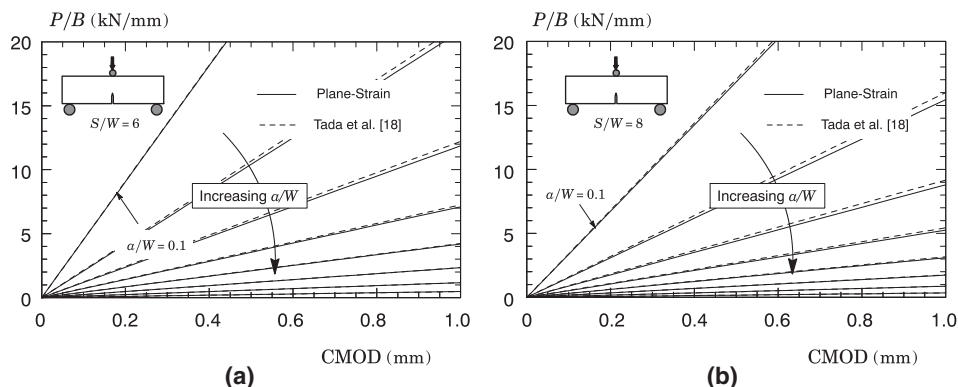 P/B (kN/mm)
20
15
10
5
0
0
0.2
0.4
0.6
0.8
1.0
CMOD (mm)
S/W = 6
Plane-Strain
Tada et al. [18]
Increasing a/W
a/W = 0.1
(a)
P/B (kN/mm)
20
15
10
5
0
0
0.2
0.4
0.6
0.8
1.0
CMOD (mm)
S/W = 8
Plane-Strain
Tada et al. [18]
Increasing a/W
a/W = 0.1
(b)